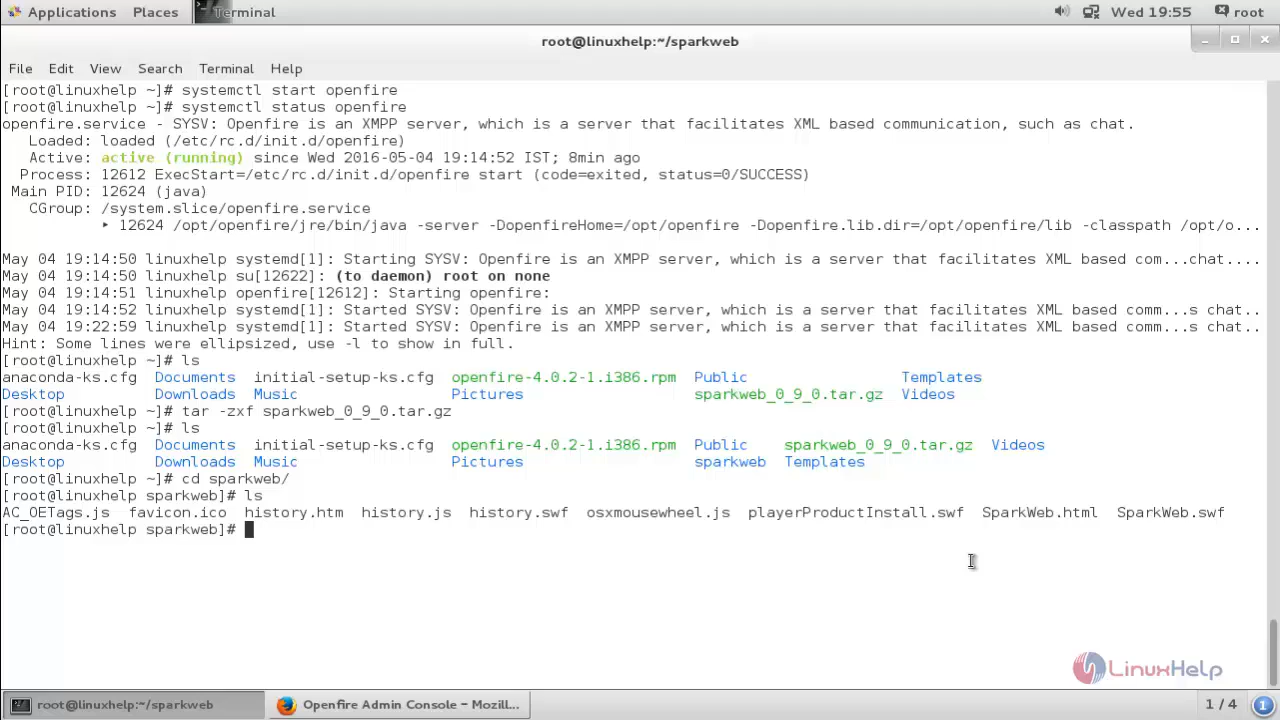 Applications Places Terminal Wed 19:55 root
root@linuxhelp:~/sparkweb
File Edit View Search Terminal Help
[root@linuxhelp ~]# systemctl start openfire
[root@linuxhelp ~]# systemctl status openfire
openfire.service - SYSV: Openfire is an XMPP server, which is a server that facilitates XML based communication, such as chat.
Loaded: loaded (/etc/rc.d/init.d/openfire)
Active: active (running) since Wed 2016-05-04 19:14:52 IST; 8min ago
Process: 12612 ExecStart=/etc/rc.d/init.d/openfire start (code=exited, status=0/SUCCESS)
Main PID: 12624 (java)
CGroup: /system.slice/openfire.service
‣ 12624 /opt/openfire/jre/bin/java -server -DopenfireHome=/opt/openfire -Dopenfire.lib.dir=/opt/openfire/lib -classpath /opt/o...
May 04 19:14:50 linuxhelp systemd[1]: Starting SYSV: Openfire is an XMPP server, which is a server that facilitates XML based com...chat....
May 04 19:14:50 linuxhelp su[12622]: (to daemon) root on none
May 04 19:14:51 linuxhelp openfire[12612]: Starting openfire:
May 04 19:14:52 linuxhelp systemd[1]: Started SYSV: Openfire is an XMPP server, which is a server that facilitates XML based comm...s chat..
May 04 19:22:59 linuxhelp systemd[1]: Started SYSV: Openfire is an XMPP server, which is a server that facilitates XML based comm...s chat..
Hint: Some lines were ellipsized, use -l to show in full.
[root@linuxhelp ~]# ls
anaconda-ks.cfg Documents initial-setup-ks.cfg openfire-4.0.2-1.i386.rpm Public Templates
Desktop Downloads Music Pictures sparkweb_0_9_0.tar.gz Videos
[root@linuxhelp ~]# tar -zxf sparkweb_0_9_0.tar.gz
[root@linuxhelp ~]# ls
anaconda-ks.cfg Documents initial-setup-ks.cfg openfire-4.0.2-1.i386.rpm Public sparkweb_0_9_0.tar.gz Videos
Desktop Downloads Music Pictures sparkweb Templates
[root@linuxhelp ~]# cd sparkweb/
[root@linuxhelp sparkweb]# ls
AC_OETags.js favicon.ico history.htm history.js history.swf osxmousewheel.js playerProductInstall.swf SparkWeb.html SparkWeb.swf
[root@linuxhelp sparkweb]#
LinuxHelp
root@linuxhelp:~/sparkweb Openfire Admin Console - Mozill... 1 / 4 1